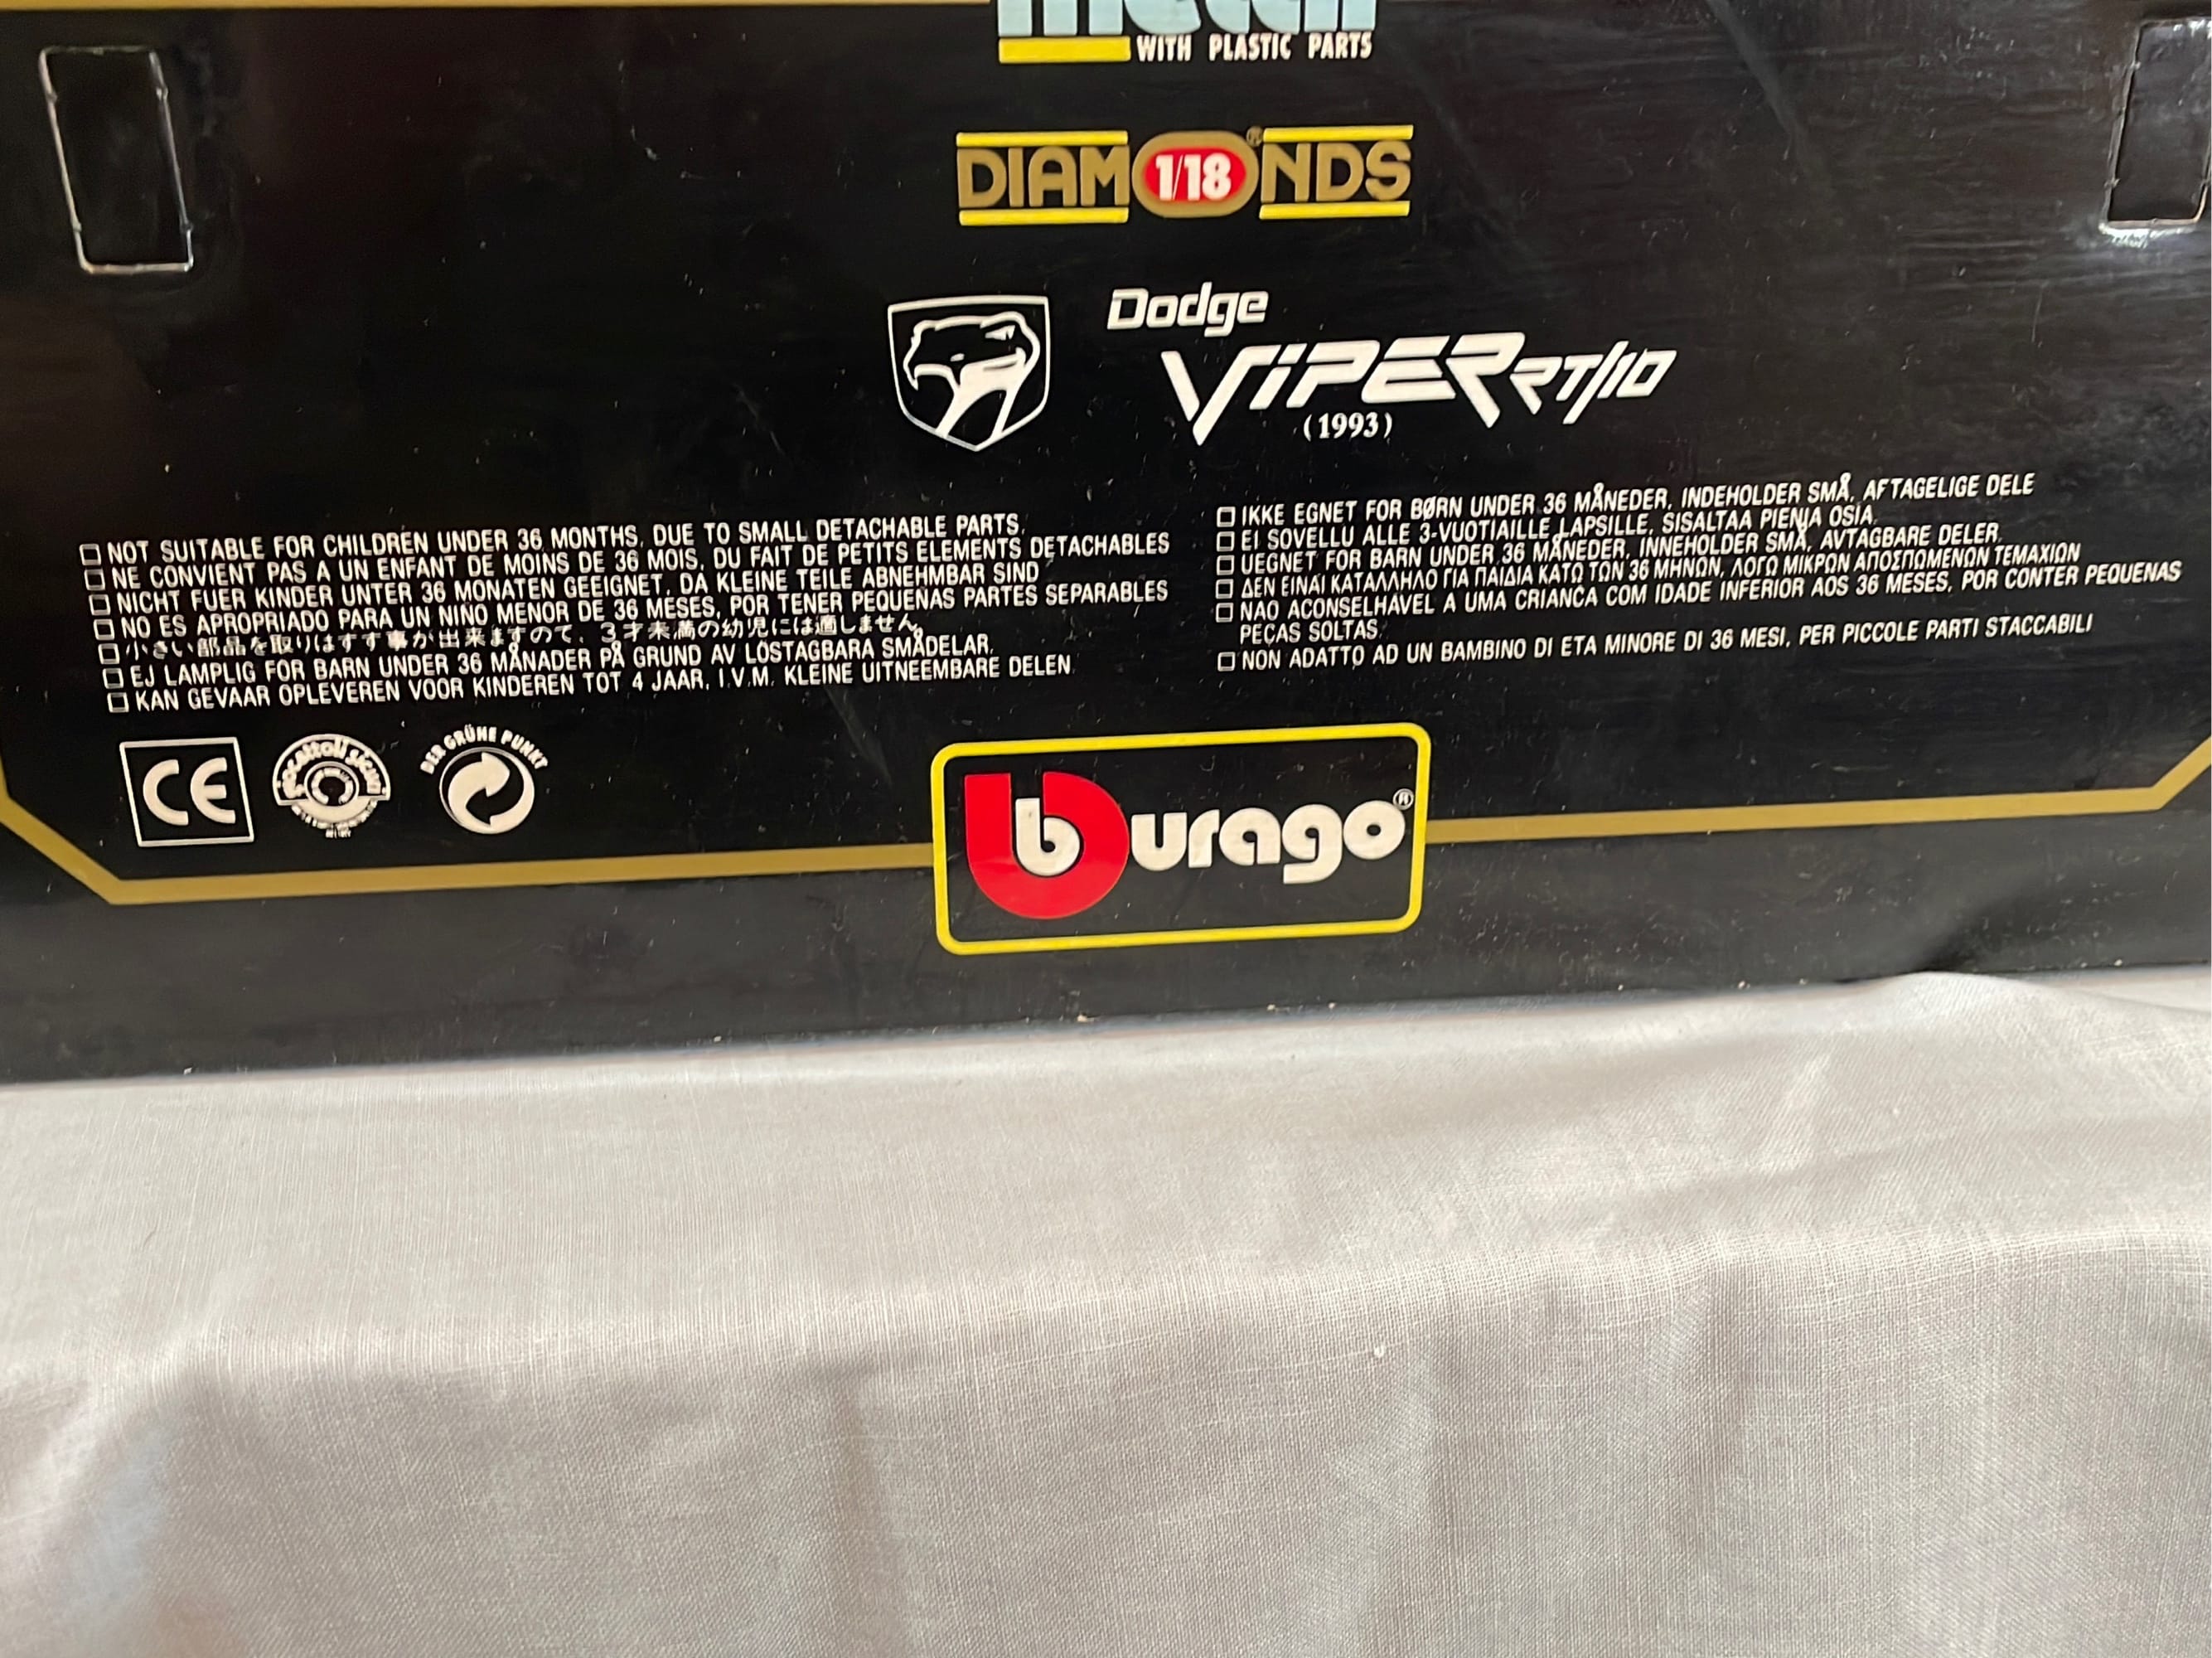 metal
WITH PLASTIC PARTS
DIAMONDS®
1/18
Dodge
VIPER RT/10
(1993)
NOT SUITABLE FOR CHILDREN UNDER 36 MONTHS, DUE TO SMALL DETACHABLE PARTS.
NE CONVIENT PAS A UN ENFANT DE MOINS DE 36 MOIS, DU FAIT DE PETITS ELEMENTS DETACHABLES
NICHT FUER KINDER UNTER 36 MONATEN GEEIGNET, DA KLEINE TEILE ABNEHMBAR SIND
NO ES APROPRIADO PARA UN NINO MENOR DE 36 MESES, POR TENER PEQUENAS PARTES SEPARABLES
小さい部品を取りはすす事が出来ますので、3才未満の幼児には適しません。
EJ LAMPLIG FOR BARN UNDER 36 MÅNADER PÅ GRUND AV LÖSTAGBARA SMÅDELAR.
KAN GEVAAR OPLEVEREN VOOR KINDEREN TOT 4 JAAR, I.V.M. KLEINE UITNEEMBARE DELEN
IKKE EGNET FOR BØRN UNDER 36 MÅNEDER, INDEHOLDER SMÅ, AFTAGELIGE DELE
EI SOVELLU ALLE 3-VUOTIAILLE LAPSILLE, SISALTAA PIENIA OSIA.
UEGNET FOR BARN UNDER 36 MÅNEDER, INNEHOLDER SMÅ, AVTAGBARE DELER.
ΔΕΝ ΕΙΝΑΙ ΚΑΤΑΛΛΗΛΟ ΓΙΑ ΠΑΙΔΙΑ ΚΑΤΩ ΤΩΝ 36 ΜΗΝΩΝ, ΛΟΓΩ ΜΙΚΡΩΝ ΑΠΟΣΠΩΜΕΝΩΝ ΤΕΜΑΧΙΩΝ
NAO ACONSELHAVEL A UMA CRIANCA COM IDADE INFERIOR AOS 36 MESES, POR CONTER PEQUENAS
PEÇAS SOLTAS.
NON ADATTO AD UN BAMBINO DI ETA MINORE DI 36 MESI, PER PICCOLE PARTI STACCABILI
CE
giocattoli sicuri
DER GRÜNE PUNKT
burago®